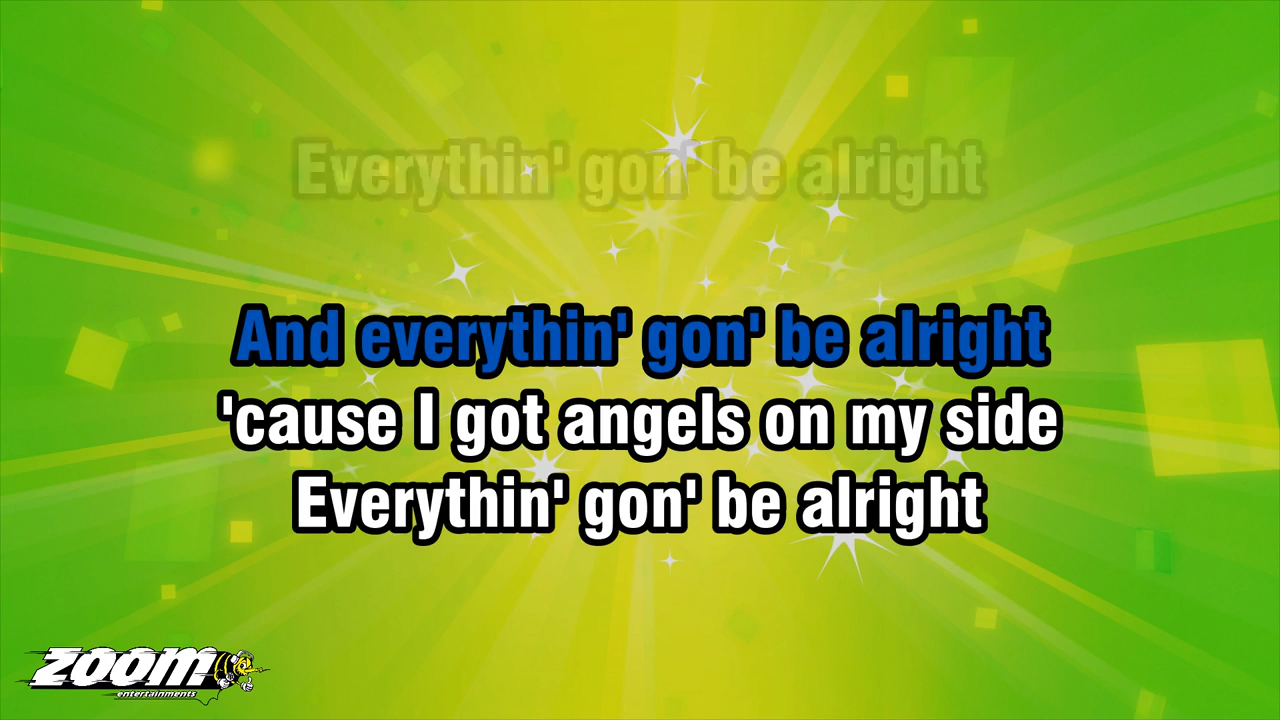 Everythin' gon' be alright
And everythin' gon' be alright
'cause I got angels on my side
Everythin' gon' be alright
zoom
entertainments